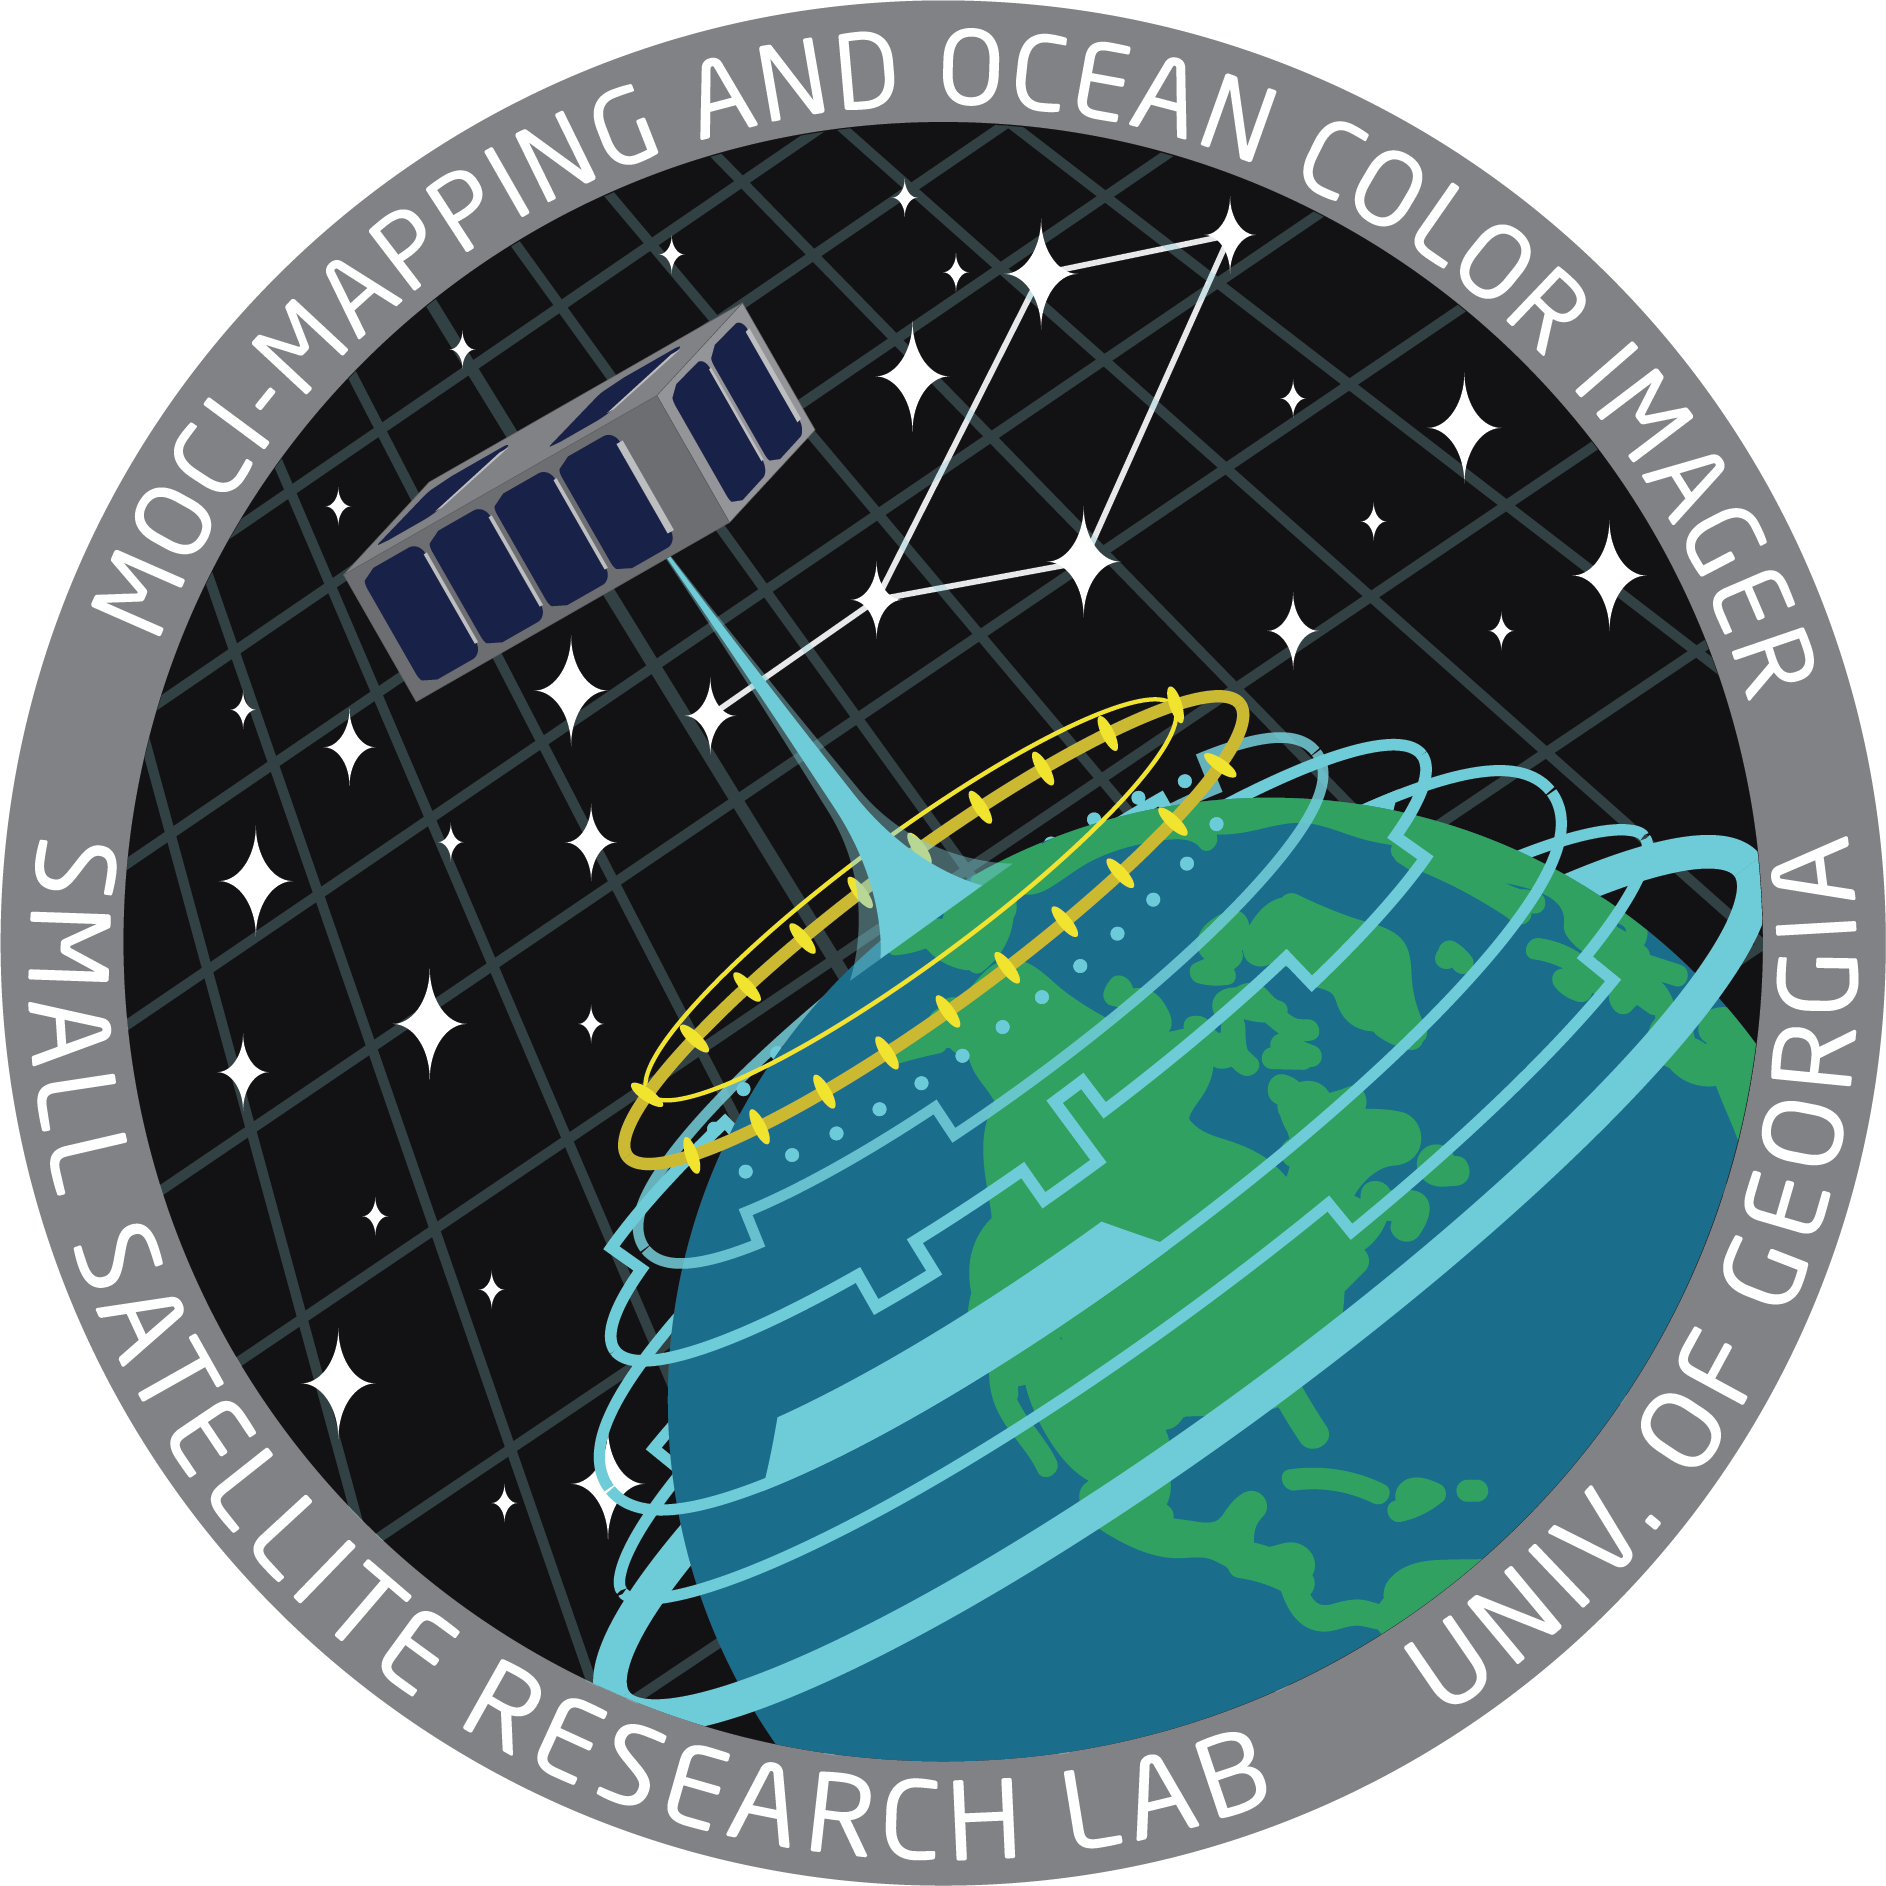 MOCI-MAPPING AND OCEAN COLOR IMAGER
SMALL SATELLITE RESEARCH LAB
UNIV. OF GEORGIA